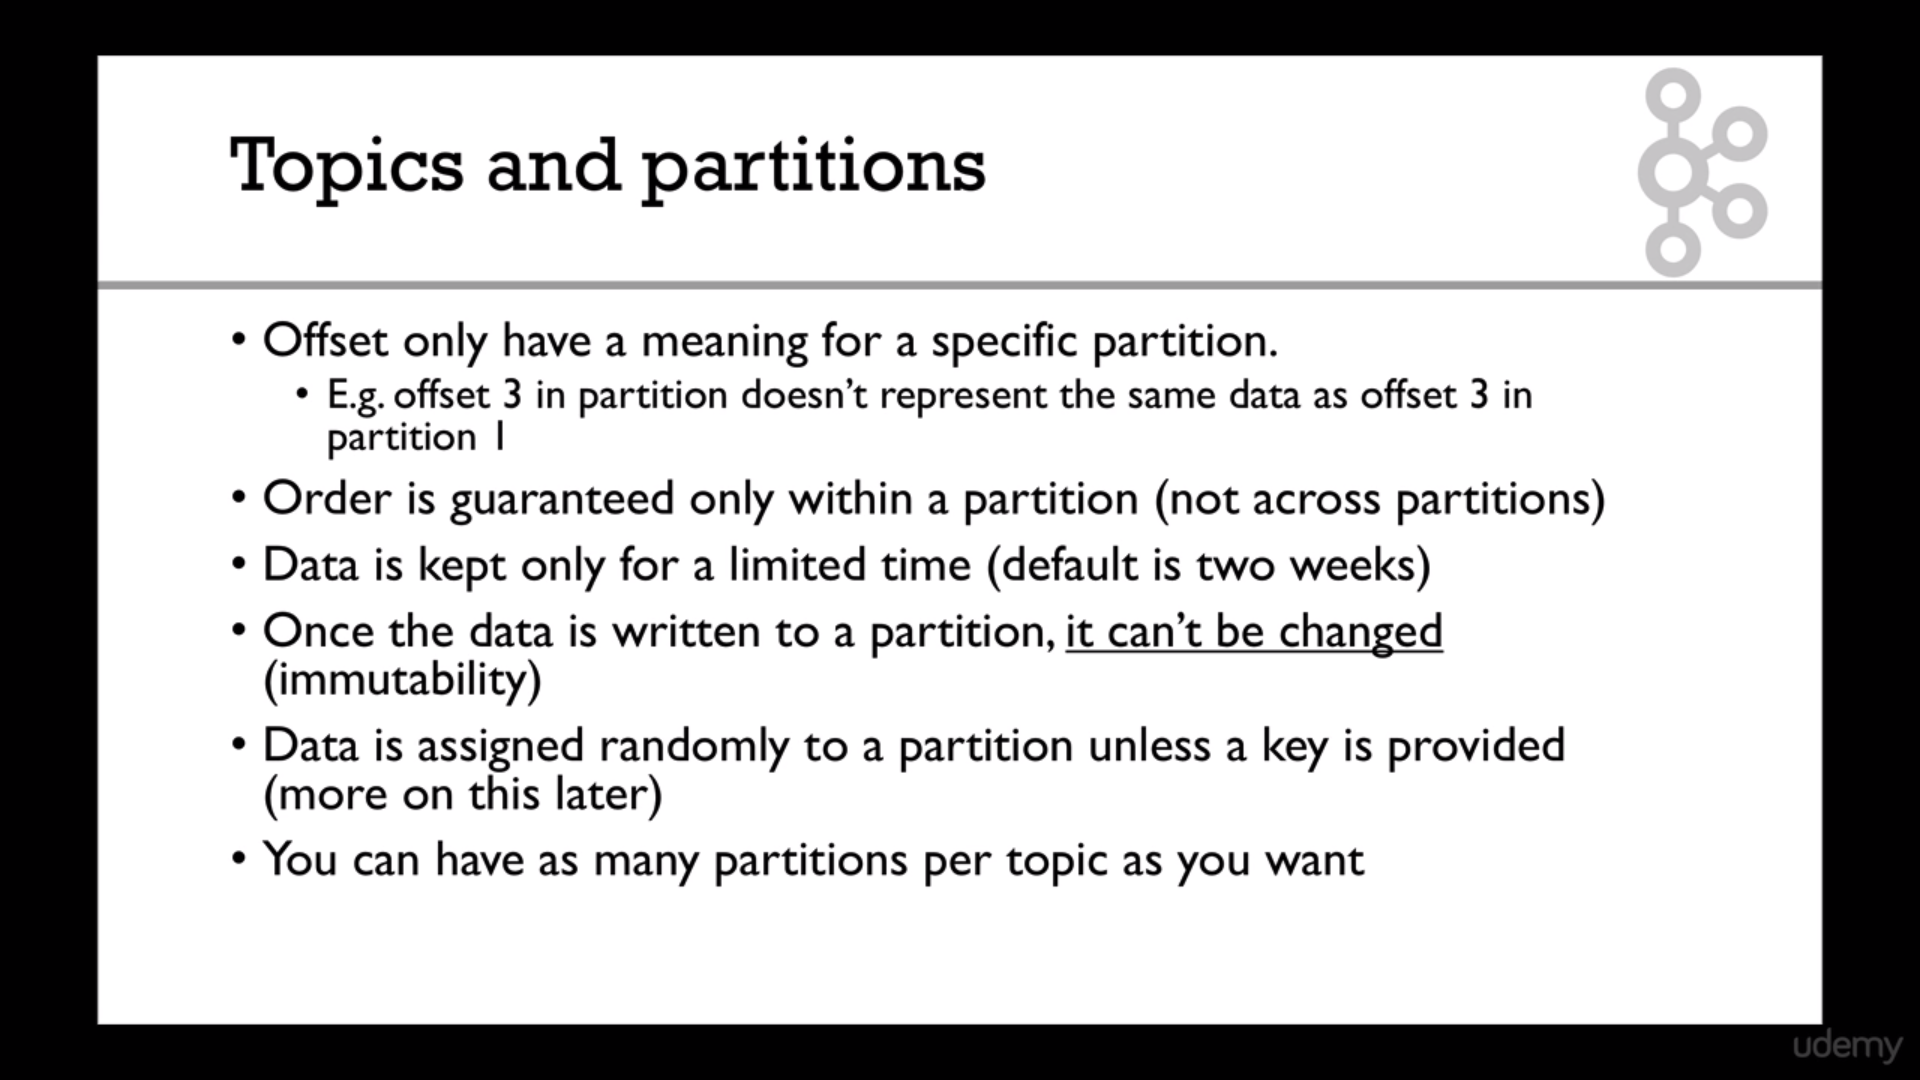 Topics and partitions
• Offset only have a meaning for a specific partition.
• E.g. offset 3 in partition doesn't represent the same data as offset 3 in
partition 1
• Order is guaranteed only within a partition (not across partitions)
• Data is kept only for a limited time (default is two weeks)
• Once the data is written to a partition, it can't be changed
(immutability)
• Data is assigned randomly to a partition unless a key is provided
(more on this later)
• You can have as many partitions per topic as you want
udemy